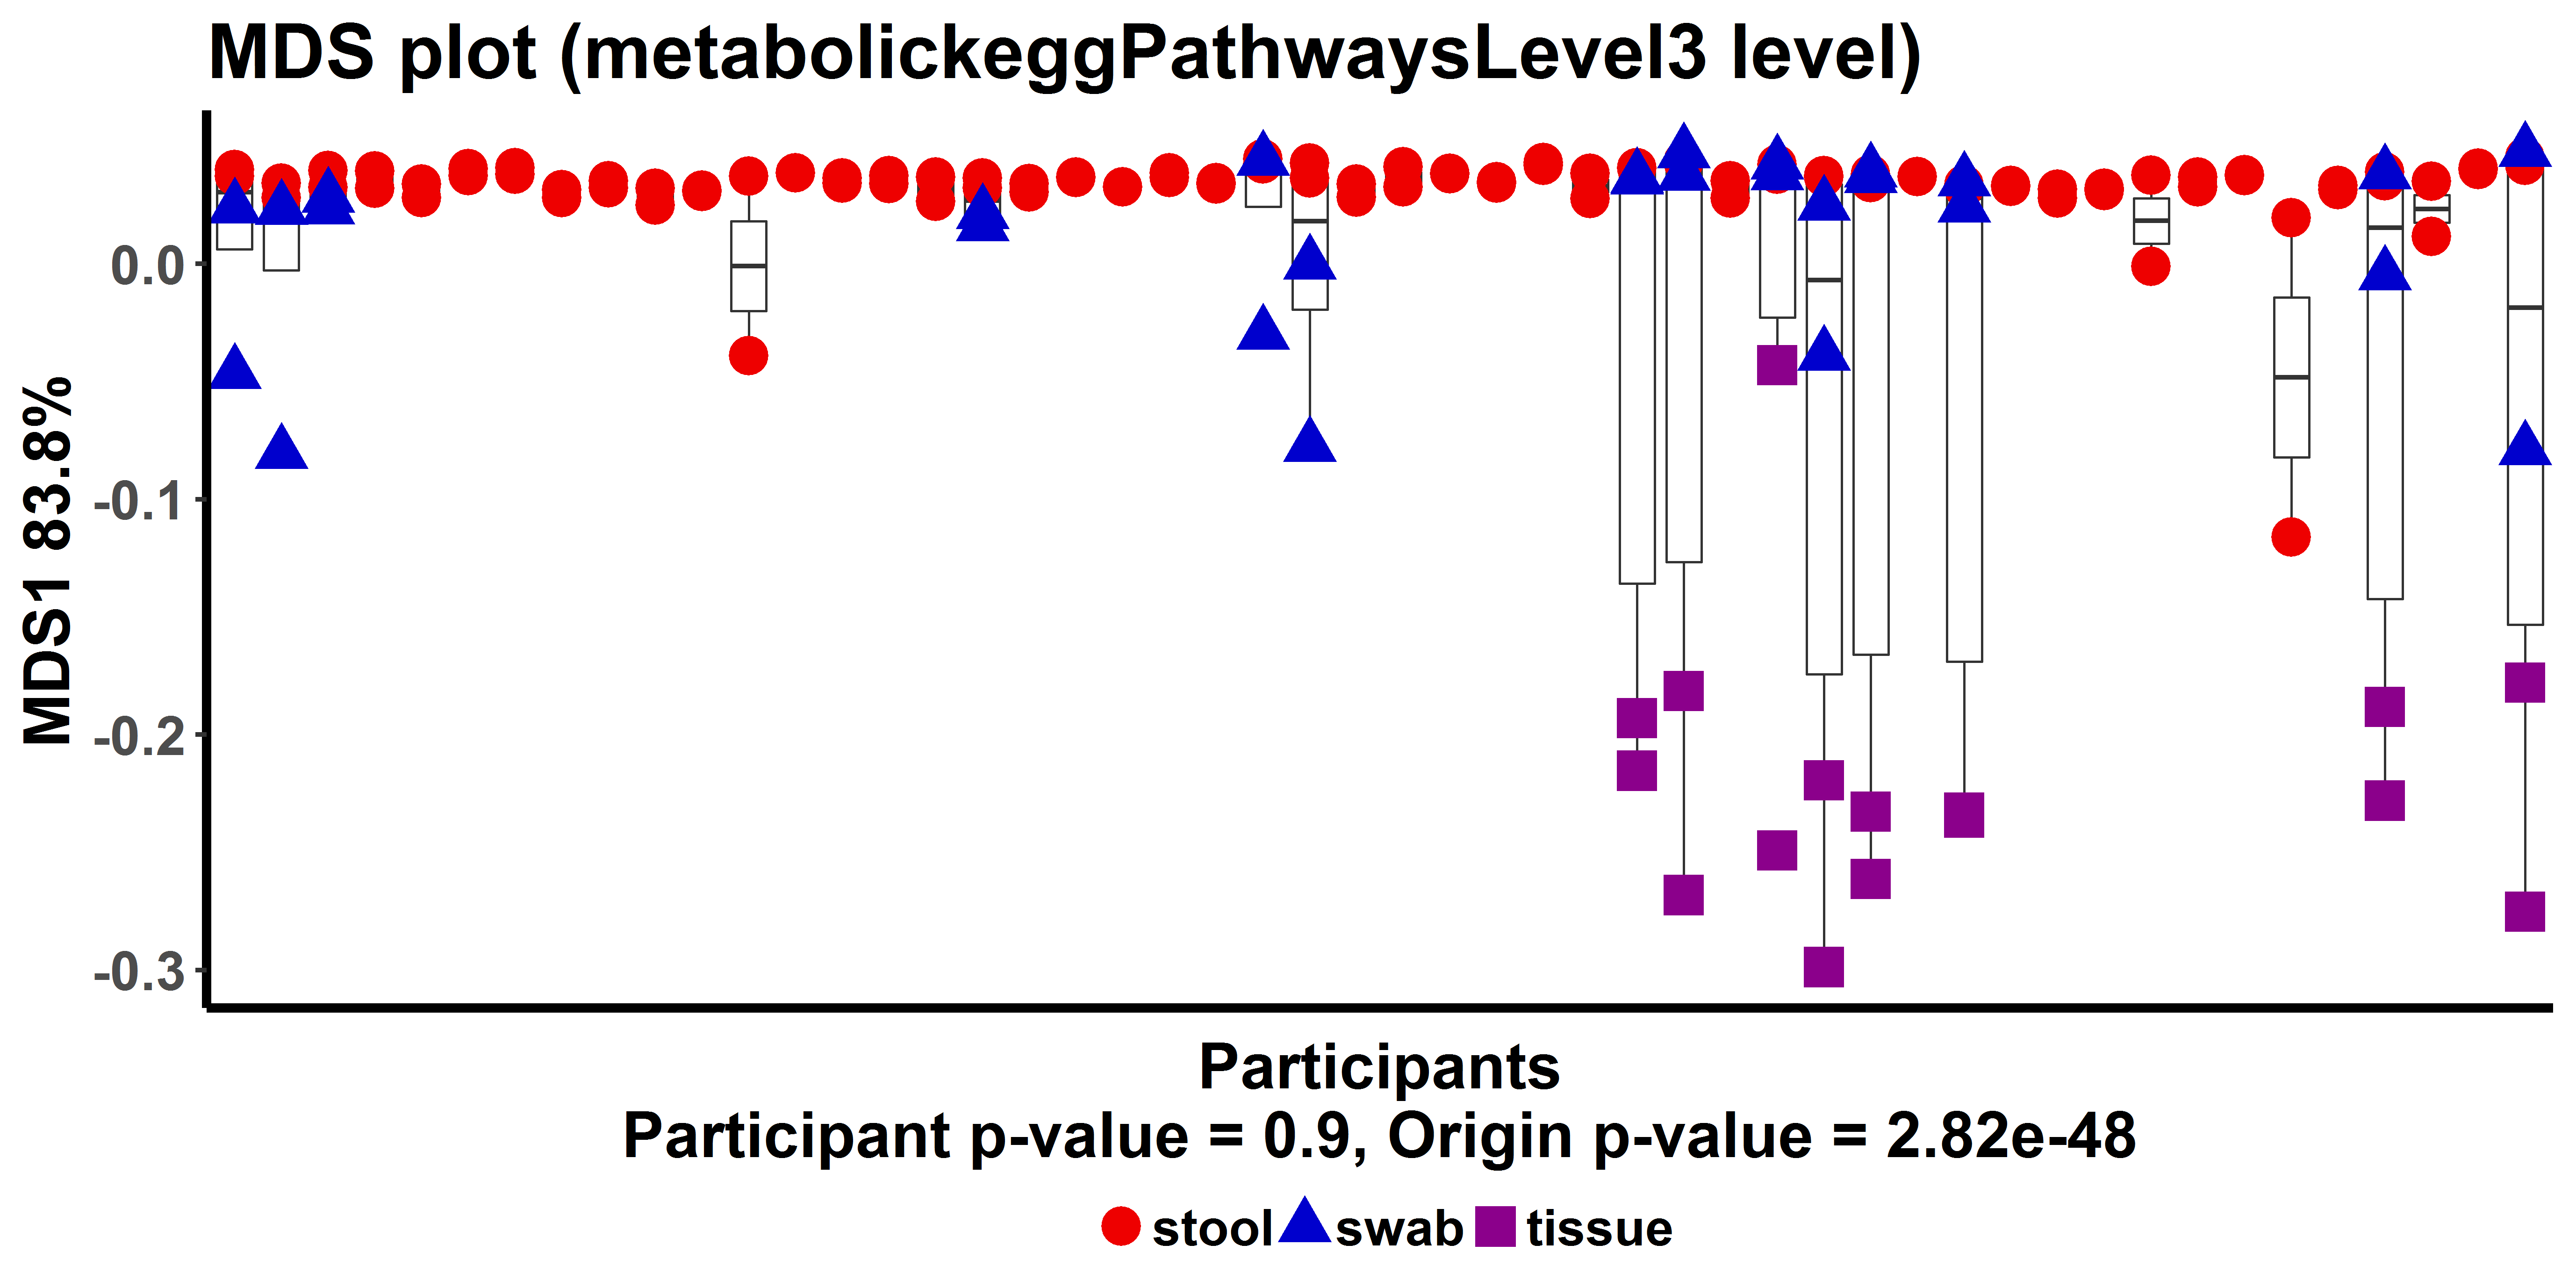 MDS plot (metabolickeggPathwaysLevel3 level)
MDS1 83.8%
0.0
-0.1
-0.2
-0.3
Participants
Participant p-value = 0.9, Origin p-value = 2.82e-48
stool swab tissue